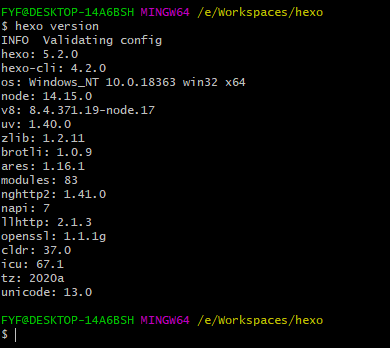 FYF@DESKTOP-14A6BSH MINGW64 /e/Workspaces/hexo
$ hexo version
INFO  Validating config
hexo: 5.2.0
hexo-cli: 4.2.0
os: Windows_NT 10.0.18363 win32 x64
node: 14.15.0
v8: 8.4.371.19-node.17
uv: 1.40.0
zlib: 1.2.11
brotli: 1.0.9
ares: 1.16.1
modules: 83
nghttp2: 1.41.0
napi: 7
llhttp: 2.1.3
openssl: 1.1.1g
cldr: 37.0
icu: 67.1
tz: 2020a
unicode: 13.0
FYF@DESKTOP-14A6BSH MINGW64 /e/Workspaces/hexo
$